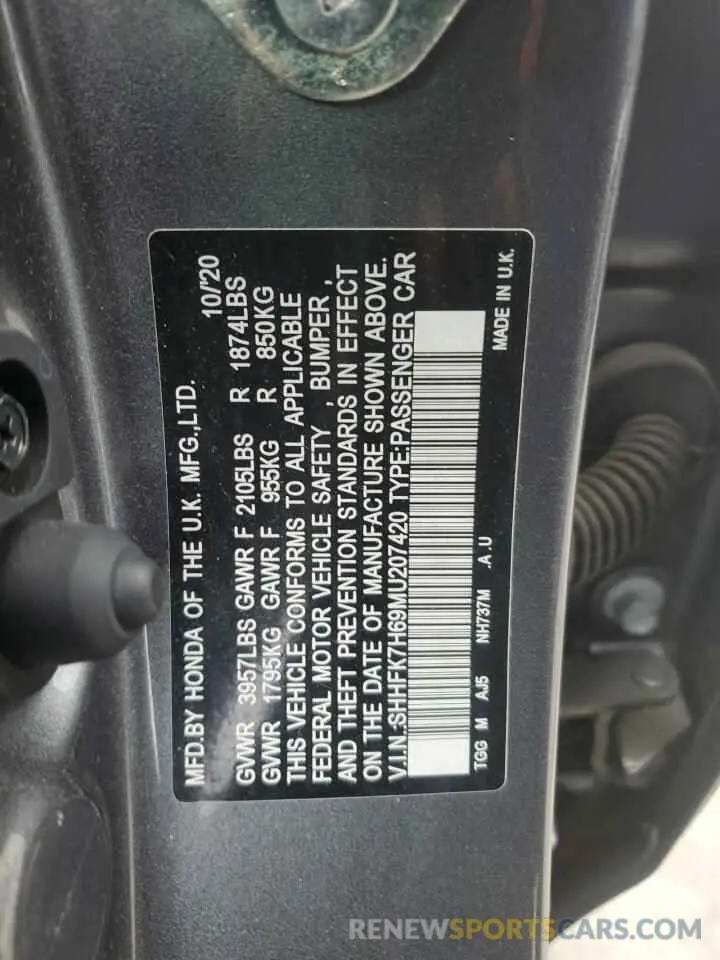 MFD.BY HONDA OF THE U.K. MFG.,LTD. 10/'20
GVWR 3957LBS GAWR F 2105LBS R 1874LBS
GVWR 1795KG GAWR F 955KG R 850KG
THIS VEHICLE CONFORMS TO ALL APPLICABLE
FEDERAL MOTOR VEHICLE SAFETY , BUMPER ,
AND THEFT PREVENTION STANDARDS IN EFFECT
ON THE DATE OF MANUFACTURE SHOWN ABOVE.
V.I.N.:SHHFK7H69MU207420 TYPE:PASSENGER CAR
TGG M AJ5 NH737M .A.U MADE IN U.K.
RENEWSPORTSCARS.COM